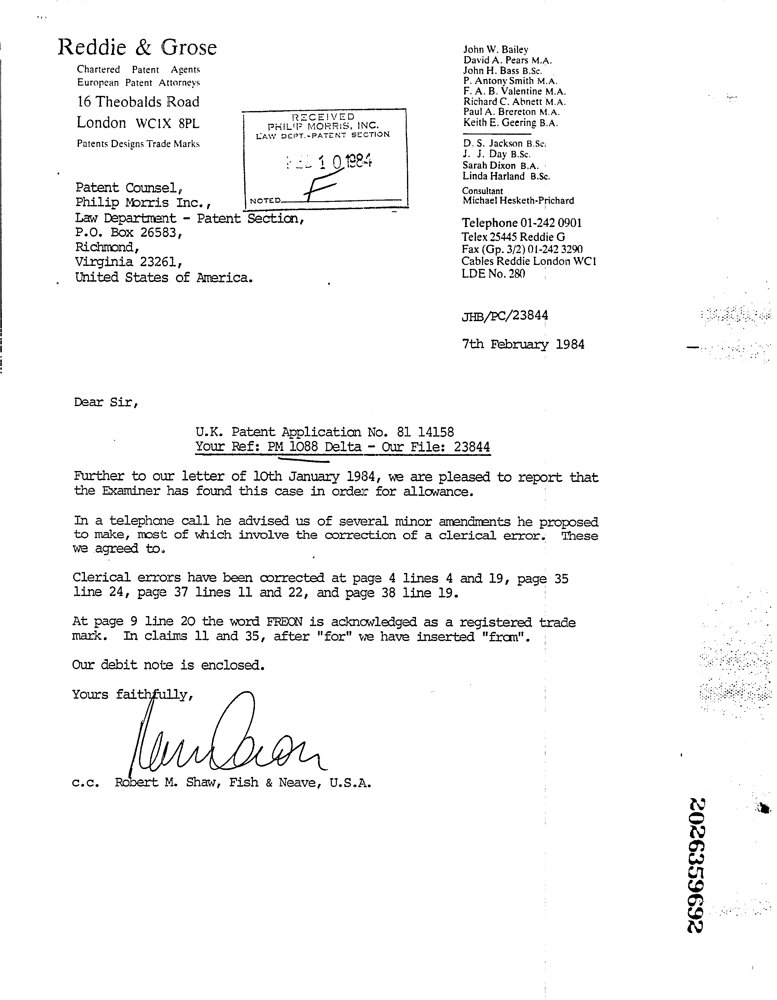 Reddie & Grose
Chartered Patent Agents
European Patent Attorneys
16 Theobalds Road
London WC1X 8PL
Patents Designs Trade Marks
John W. Bailey
David A. Pears M.A.
John H. Bass B.Sc.
P. Antony Smith M.A.
F. A. B. Valentine M.A.
Richard C. Abnett M.A.
Paul A. Brereton M.A.
Keith E. Geering B.A.
D. S. Jackson B.Sc.
J. J. Day B.Sc.
Sarah Dixon B.A.
Linda Harland B.Sc.
Consultant
Michael Hesketh-Prichard
Telephone 01-242 0901
Telex 25445 Reddie G
Fax (Gp. 3/2) 01-242 3290
Cables Reddie London WC1
LDE No. 280
RECEIVED
PHILIP MORRIS, INC.
LAW DEPT.-PATENT SECTION
10 1984
F
NOTED
Patent Counsel,
Philip Morris Inc.,
Law Department - Patent Section,
P.O. Box 26583,
Richmond,
Virginia 23261,
United States of America.
JHB/PC/23844
7th February 1984
Dear Sir,
U.K. Patent Application No. 81 14158
Your Ref: PM 1088 Delta - Our File: 23844
Further to our letter of 10th January 1984, we are pleased to report that
the Examiner has found this case in order for allowance.
In a telephone call he advised us of several minor amendments he proposed
to make, most of which involve the correction of a clerical error. These
we agreed to.
Clerical errors have been corrected at page 4 lines 4 and 19, page 35
line 24, page 37 lines 11 and 22, and page 38 line 19.
At page 9 line 20 the word FREON is acknowledged as a registered trade
mark. In claims 11 and 35, after "for" we have inserted "from".
Our debit note is enclosed.
Yours faithfully,
c.c. Robert M. Shaw, Fish & Neave, U.S.A.
2026359692